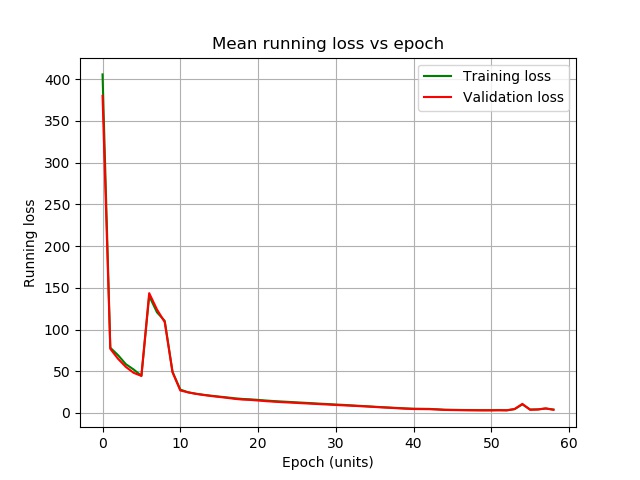 Mean running loss vs epoch
Training loss
Validation loss
400
350
300
250
200
150
100
50
0
Running loss
0 10 20 30 40 50 60
Epoch (units)